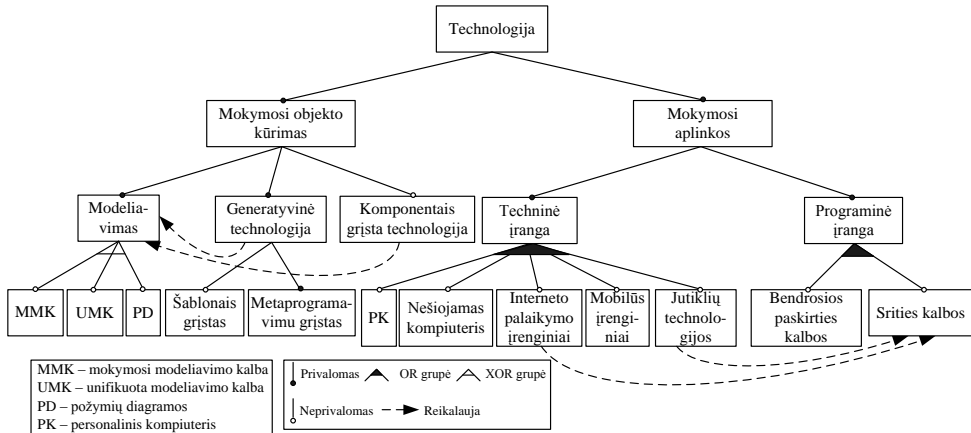 Technologija
Mokymosi objekto
kūrimas
Mokymosi
aplinkos
Modelia-
vimas
Generatyvinė
technologija
Komponentais
grįsta technologija
Techninė
įranga
Programinė
įranga
MMK
UMK
PD
Šablonais
grįstas
Metaprograma-
vimu grįstas
PK
Nešiojamas
kompiuteris
Interneto
palaikymo
įrenginiai
Mobilūs
įrengi-
niai
Jutiklių
technolo-
gijos
Bendrosios
paskirties
kalbos
Srities kalbos
MMK – mokymosi modeliavimo kalba
UMK – unifikuota modeliavimo kalba
PD – požymių diagramos
PK – personalinis kompiuteris
Privalomas
OR grupė
XOR grupė
Neprivalomas
Reikalauja